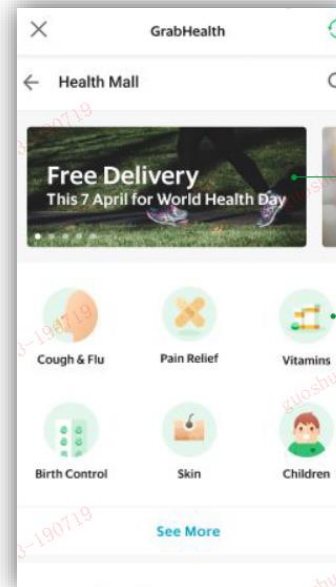 GrabHealth
Health Mall
Free Delivery
This 7 April for World Health Day
Cough & Flu
Pain Relief
Vitamins
Birth Control
Skin
Children
See More